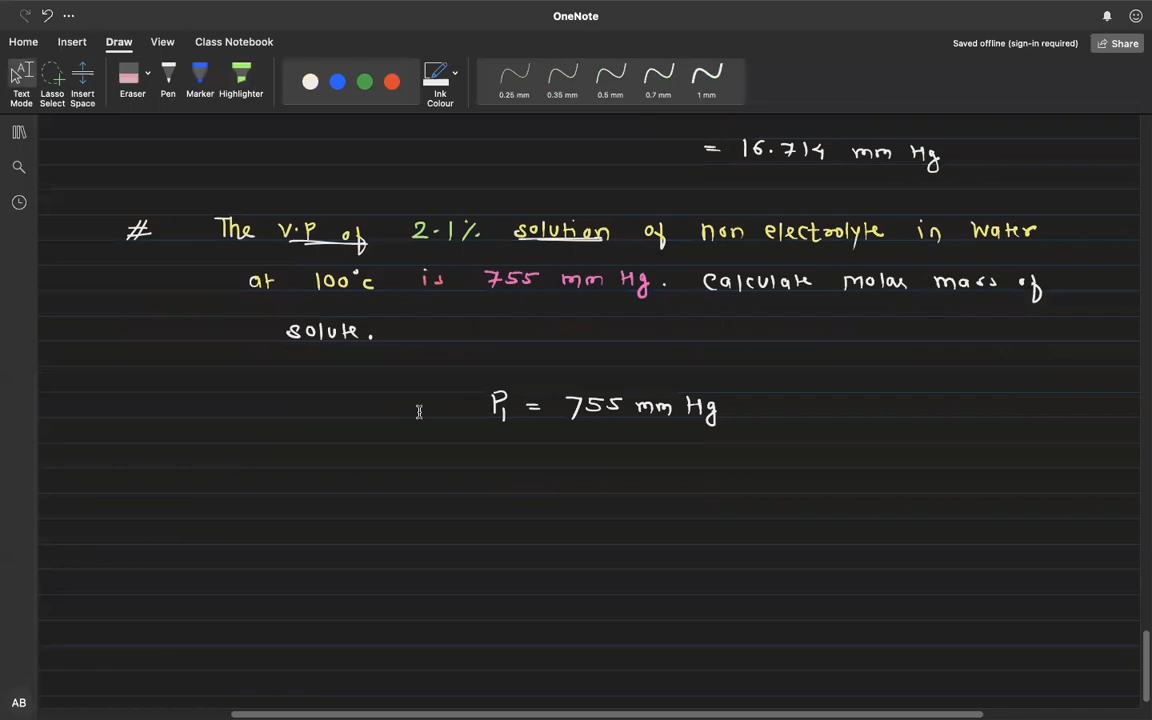 OneNote
Home Insert Draw View Class Notebook
Saved offline (sign-in required) Share
Text Mode
Lasso Select
Insert Space
Eraser
Pen
Marker
Highlighter
Ink Colour
0.25 mm 0.35 mm 0.5 mm 0.7 mm 1 mm
= 16.714 mm Hg
# The V.P of 2.1% solution of non electrolyte in water
at 100°c is 755 mm Hg. Calculate molar mass of
solute.
P₁ = 755 mm Hg
AB